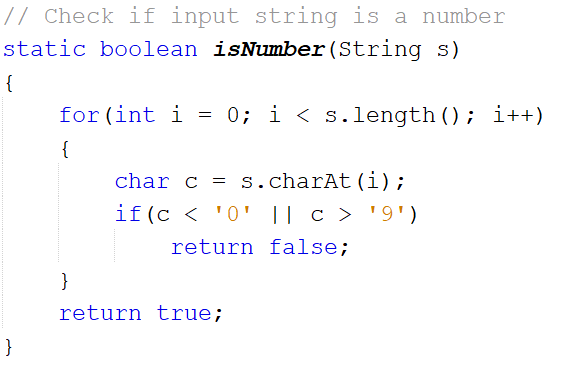 // Check if input string is a number
static boolean isNumber(String s)
{
    for(int i = 0; i < s.length(); i++)
    {
        char c = s.charAt(i);
        if(c < '0' || c > '9')
            return false;
    }
    return true;
}